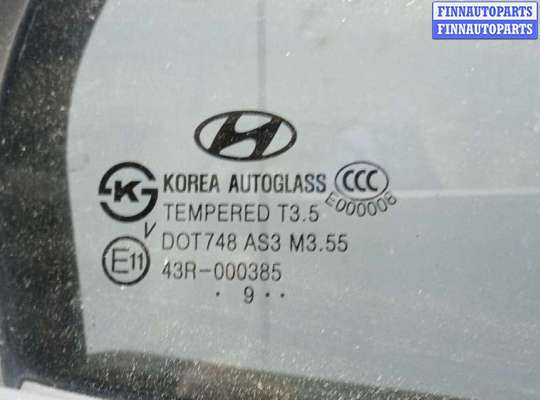 FINNAUTOPARTS
FINNAUTOPARTS
KOREA AUTOGLASS CCC
K TEMPERED T3.5 E000006
V DOT748 AS3 M3.55
E11 43R-000385
· 9 · ·